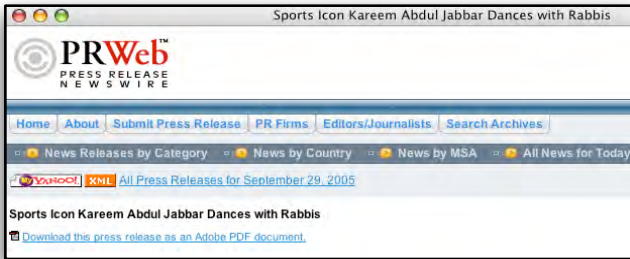 Sports Icon Kareem Abdul Jabbar Dances with Rabbis
PRWeb™
PRESS RELEASE
NEWSWIRE
Home About Submit Press Release PR Firms Editors/Journalists Search Archives
News Releases by Category News by Country News by MSA All News for Today
MY YAHOO! XML All Press Releases for September 29, 2005
Sports Icon Kareem Abdul Jabbar Dances with Rabbis
Download this press release as an Adobe PDF document.